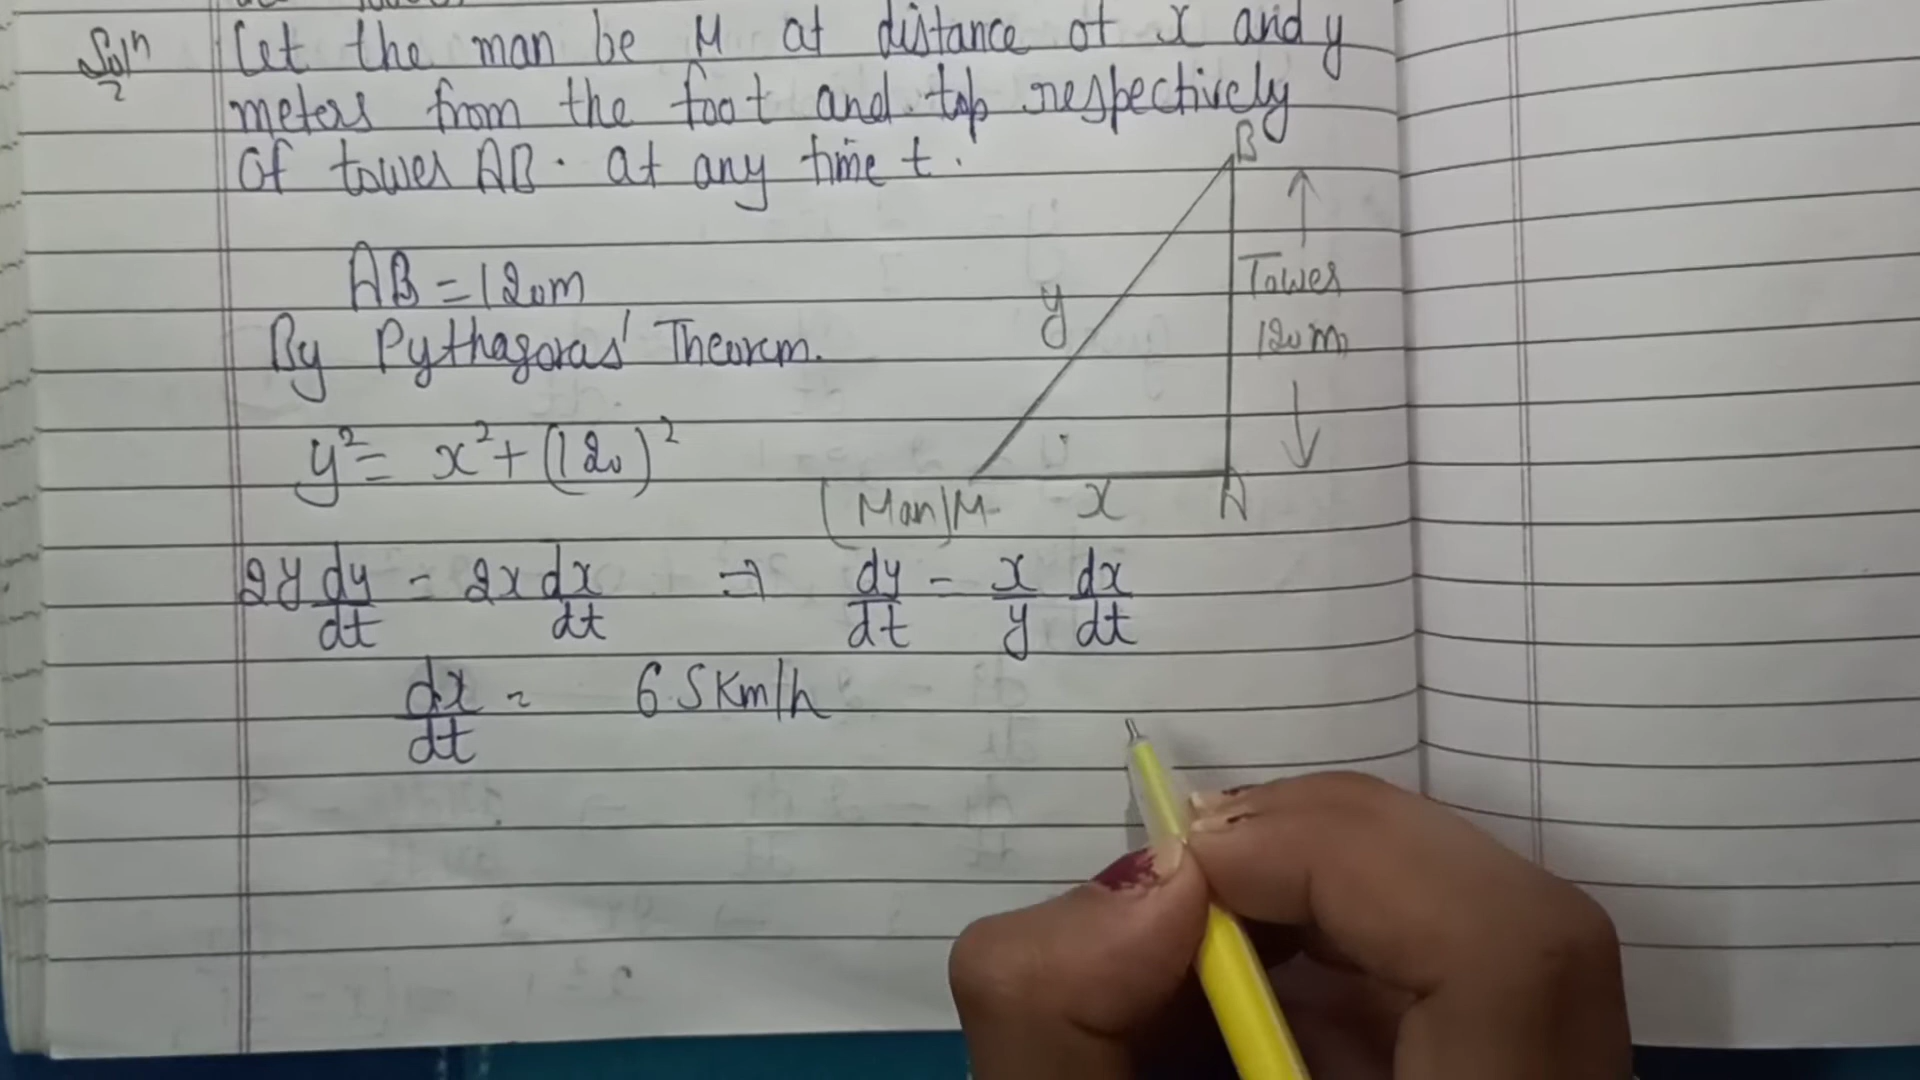 Soln
Let the man be M at distance of x and y
meters from the foot and top respectively
of tower AB. at any time t.
B
AB = 120m
Tower
y
120m
By Pythagoras' Theorem.
y² = x² + (120)²
(Man) M x A
2y dy/dt = 2x dx/dt ⇒ dy/dt = x/y dx/dt
dx/dt = 6.5 Km/h